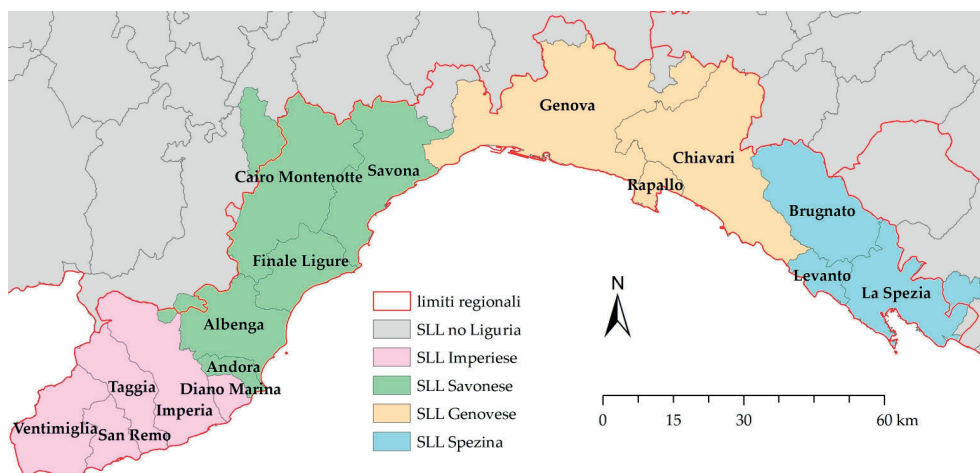 Genova
Chiavari
Savona
Cairo Montenotte
Rapallo
Brugnato
Finale Ligure
Levanto
La Spezia
Albenga
Andora
Taggia
Diano Marina
Imperia
Ventimiglia
San Remo
limiti regionali
SLL no Liguria
SLL Imperiese
SLL Savonese
SLL Genovese
SLL Spezina
N
0 15 30 60 km